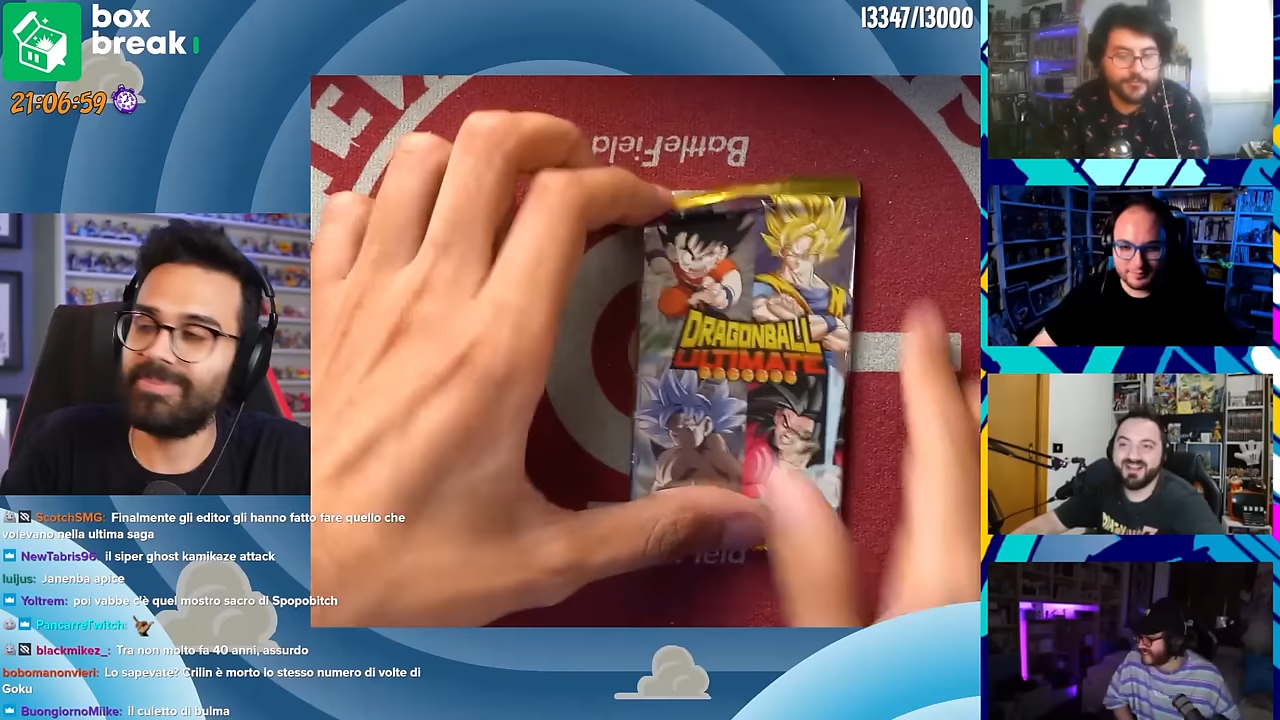 box
break
13347/13000
21:06:59
BattleField
DRAGONBALL
ULTIMATE
ScotchSMG: Finalmente gli editor gli hanno fatto fare quello che
volevano nella ultima saga
NewTabris96: il siper ghost kamikaze attack
luijus: Janenba apice
Yoltrem: poi vabbe c'è quel mostro sacro di Spopobitch
PancarreTwitch:
blackmikez_: Tra non molto fa 40 anni, assurdo
bobomanonvieri: Lo sapevate? Crilin è morto lo stesso numero di volte di
Goku
BuongiornoMilke: il culetto di bulma